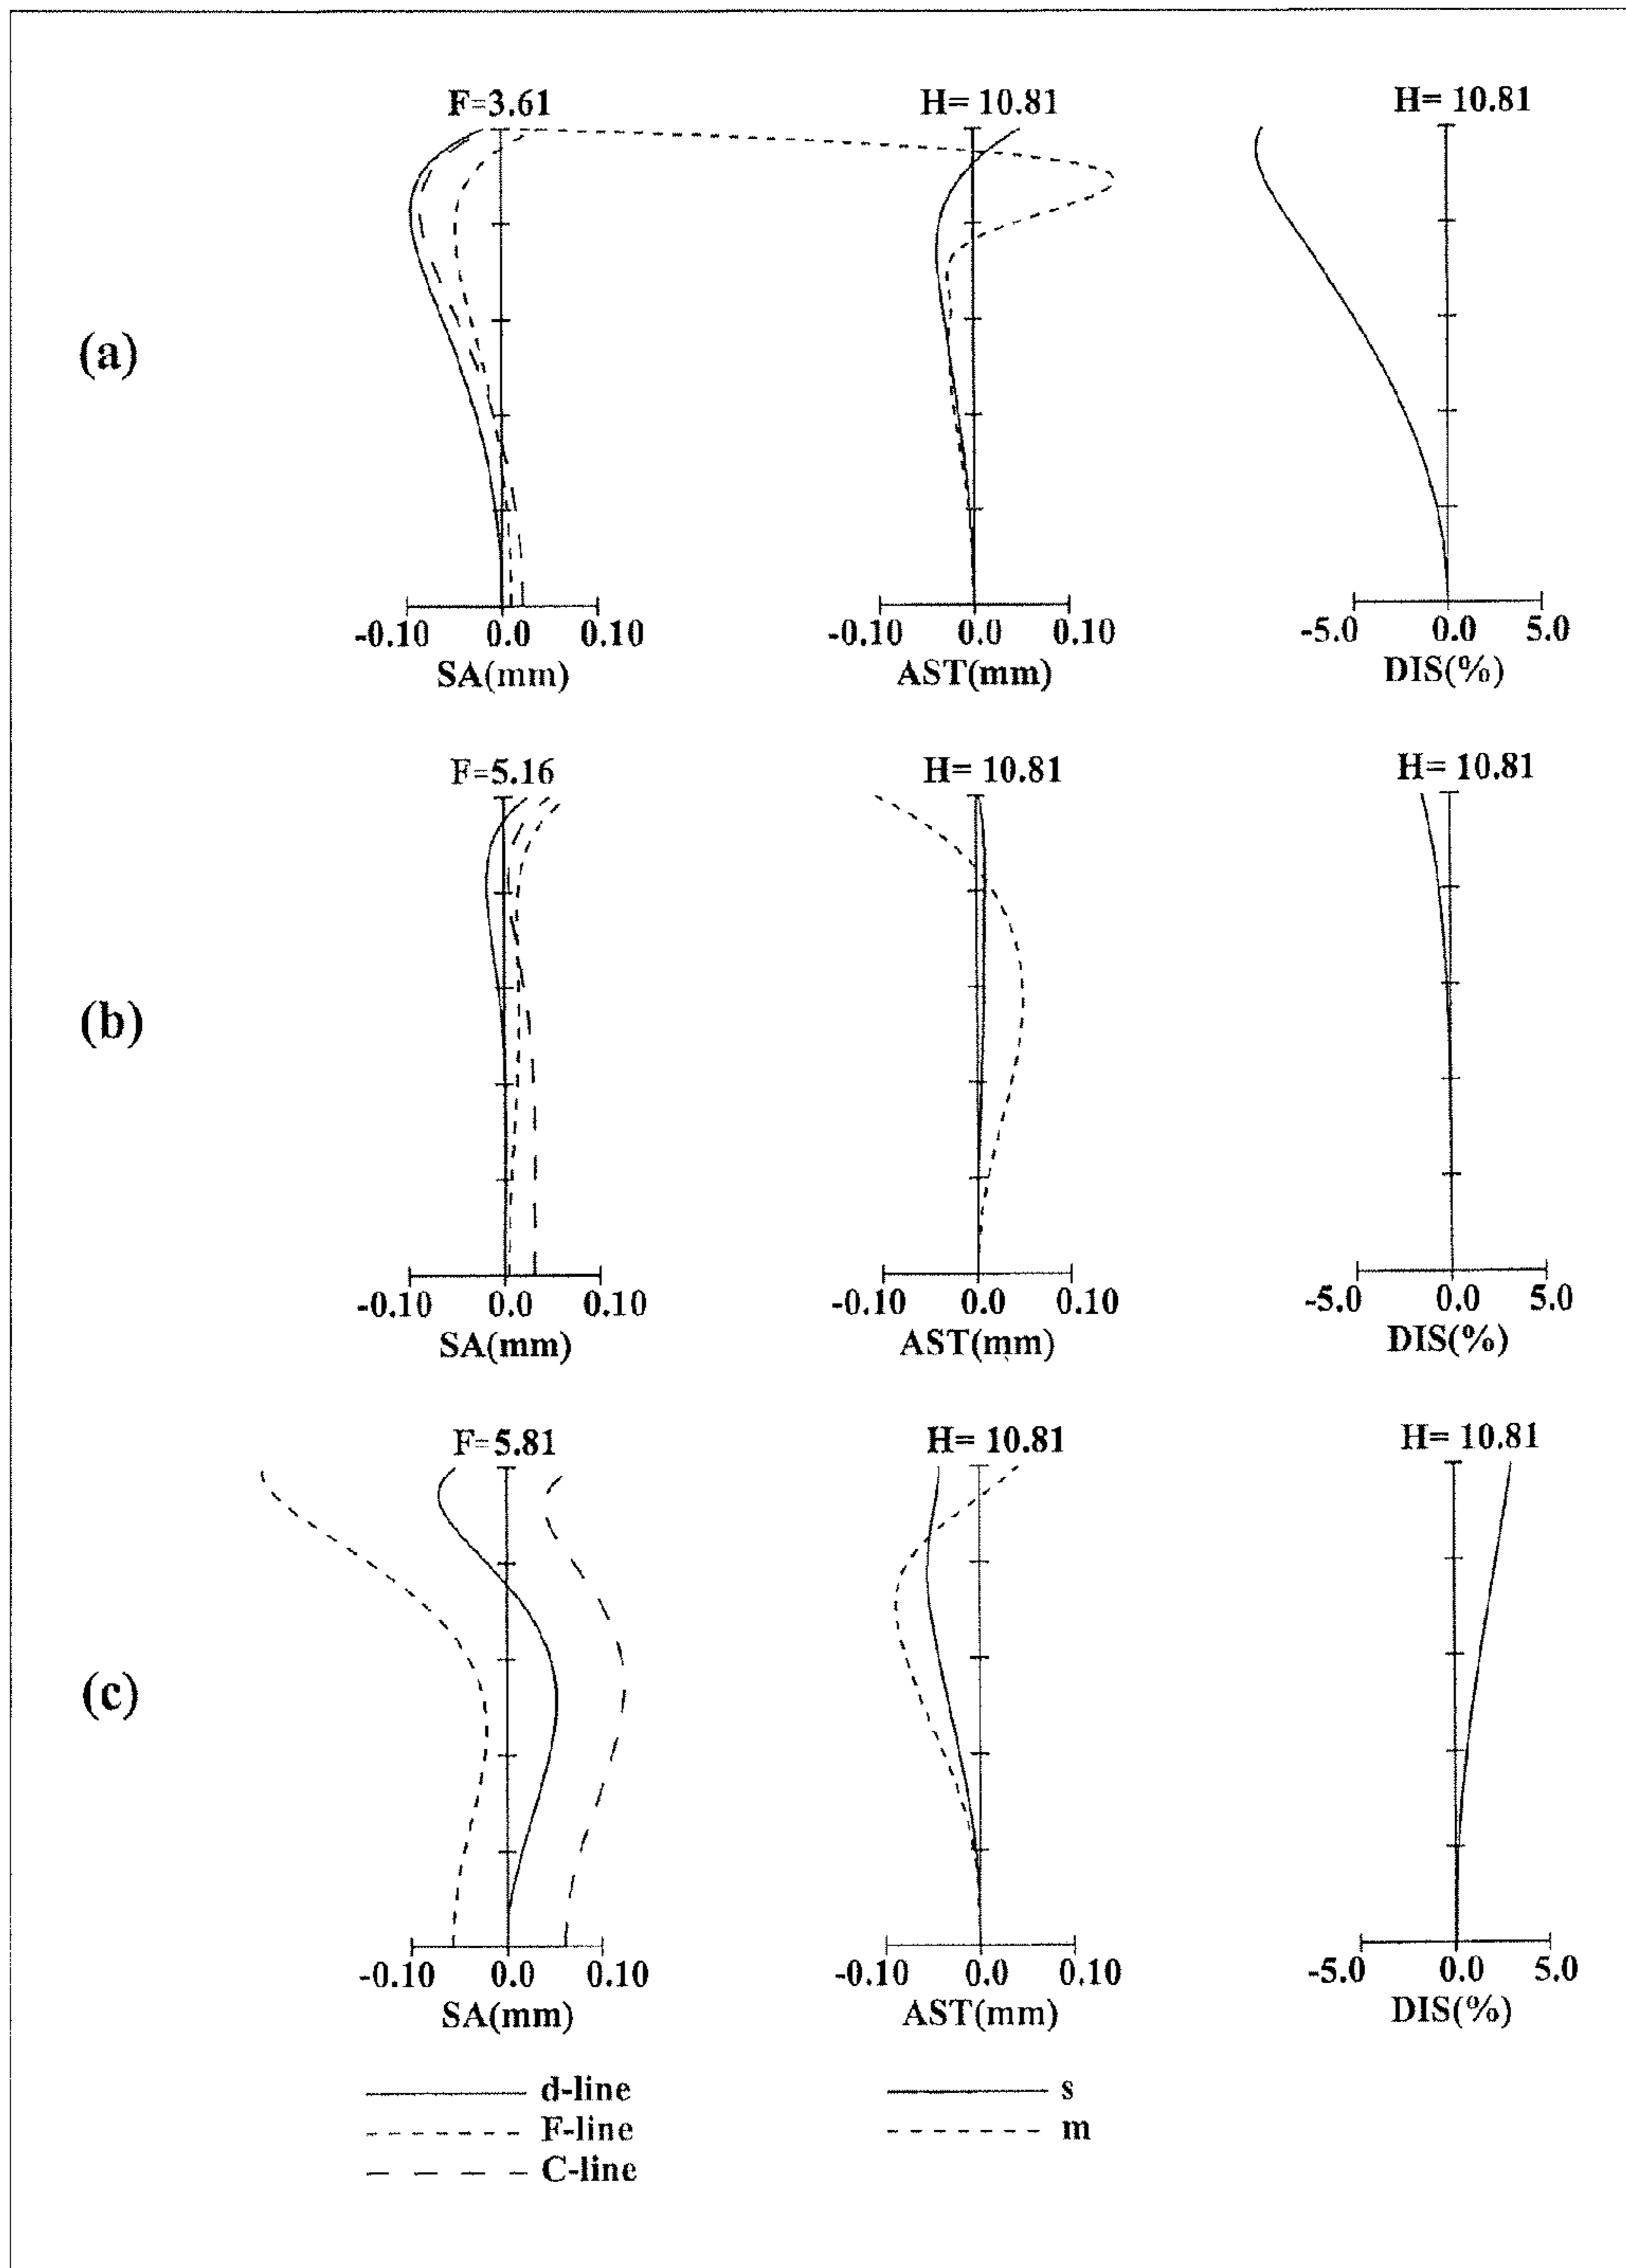 F=3.61 H= 10.81 H= 10.81
(a)
-0.10 0.0 0.10 -0.10 0.0 0.10 -5.0 0.0 5.0
SA(mm) AST(mm) DIS(%)
F=5.16 H= 10.81 H= 10.81
(b)
-0.10 0.0 0.10 -0.10 0.0 0.10 -5.0 0.0 5.0
SA(mm) AST(mm) DIS(%)
F=5.81 H= 10.81 H= 10.81
(c)
-0.10 0.0 0.10 -0.10 0.0 0.10 -5.0 0.0 5.0
SA(mm) AST(mm) DIS(%)
d-line s
F-line m
C-line